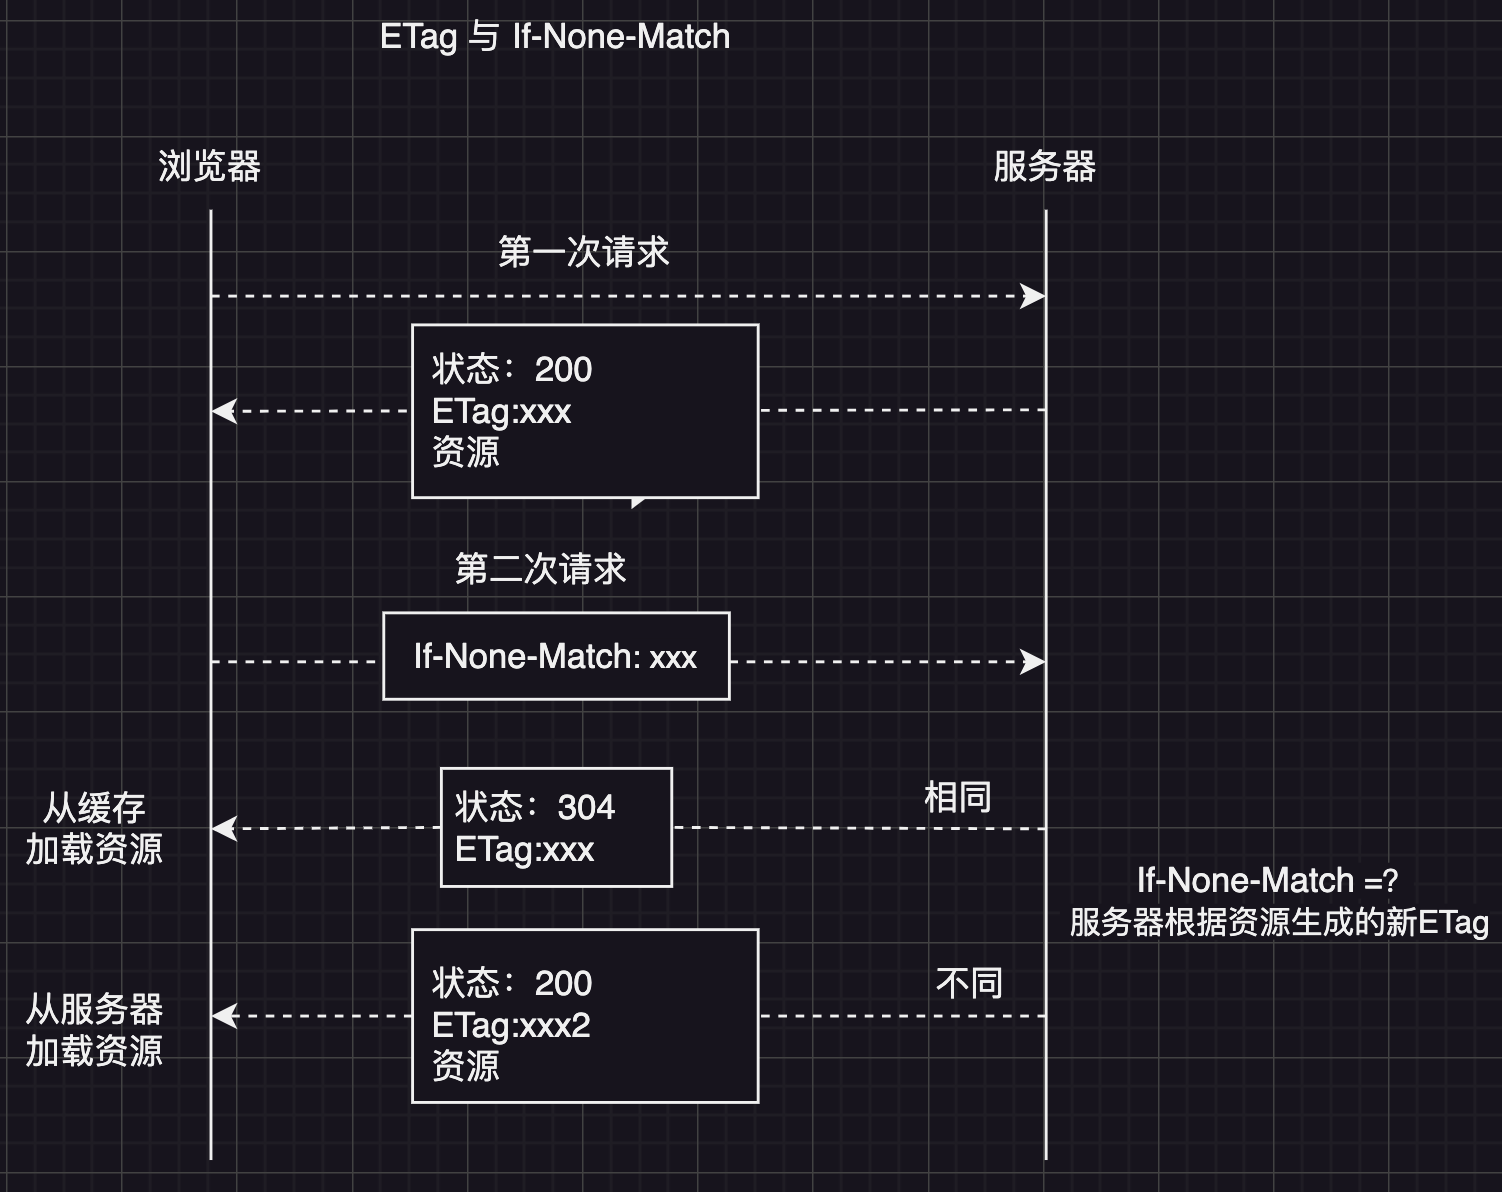 ETag 与 If-None-Match
浏览器
服务器
第一次请求
状态：200
ETag:xxx
资源
第二次请求
If-None-Match: xxx
相同
状态：304
ETag:xxx
从缓存
加载资源
If-None-Match =?
服务器根据资源生成的新ETag
不同
状态：200
ETag:xxx2
资源
从服务器
加载资源